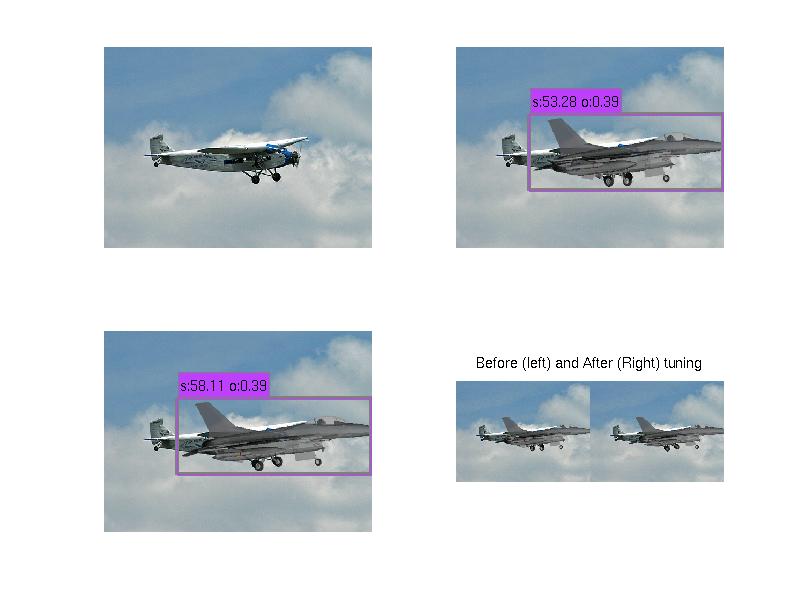 s:53.28 o:0.39
s:58.11 o:0.39
Before (left) and After (Right) tuning